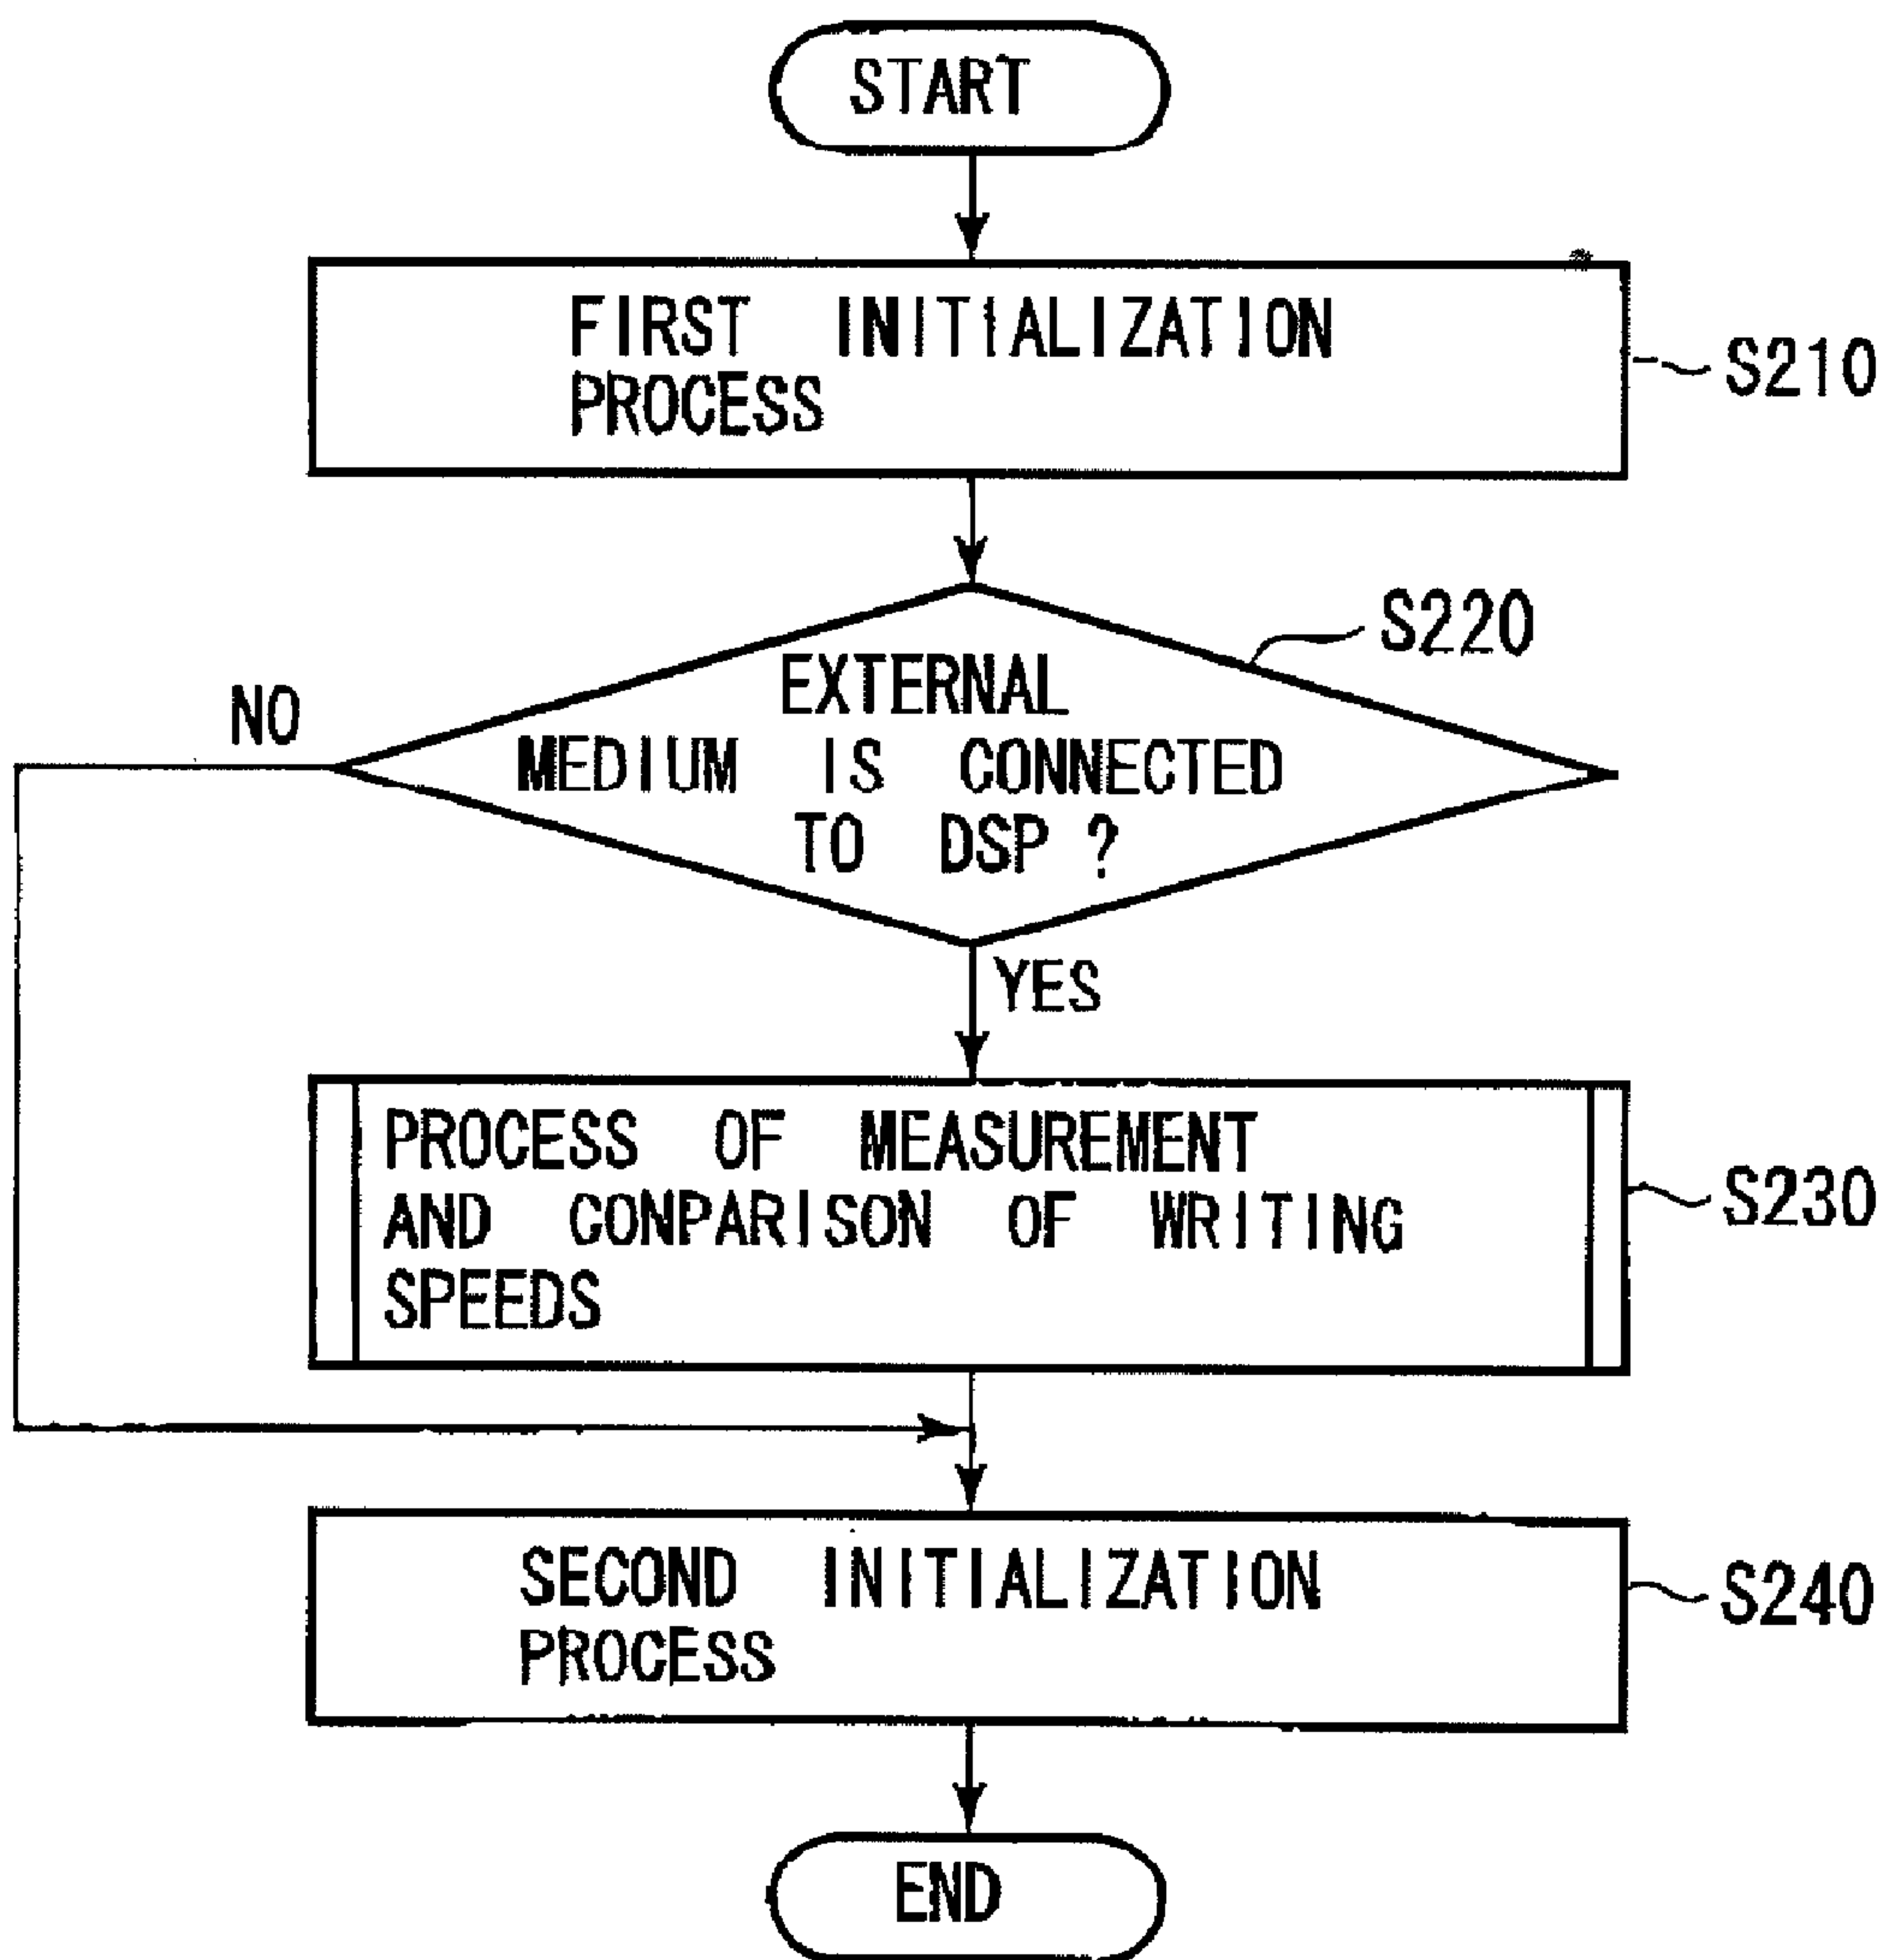 START
FIRST INITIALIZATION
PROCESS
S210
S220
EXTERNAL
MEDIUM IS CONNECTED
TO DSP ?
NO
YES
PROCESS OF MEASUREMENT
AND CONPARISON OF WRITING
SPEEDS
S230
SECOND INITIALIZATION
PROCESS
S240
END